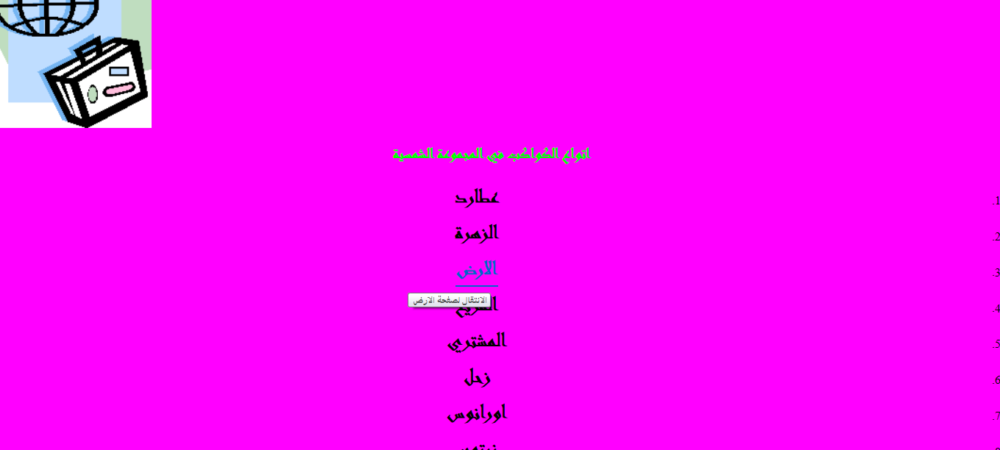 انواع الكواكب في المجموعة الشمسية
1. عطارد
2. الزهرة
3. الارض
الانتقال لصفحة الارض
4.
5. المشتري
6. زحل
7. اورانوس